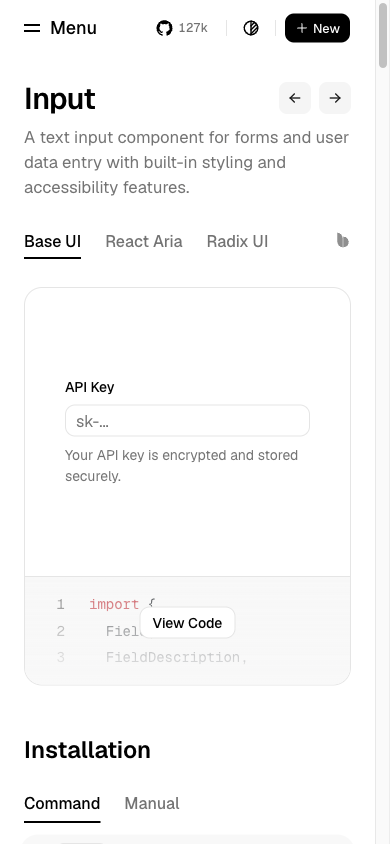 Menu
127k
New
Input
A text input component for forms and user
data entry with built-in styling and
accessibility features.
Base UI
React Aria
Radix UI
API Key
sk-...
Your API key is encrypted and stored
securely.
1 import {
2
View Code
3 FieldDescription,
Installation
Command
Manual